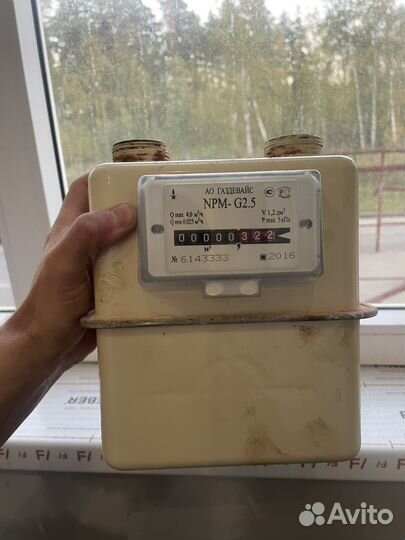 АО ГАЗДЕВАЙС
NPM- G2.5
Q max 4,0 м³/ч
Q min 0.025 м³/ч
V 1,2 дм³
P max 5 кПа
00000322
м³
№ 6143333
2016
BER
Avito